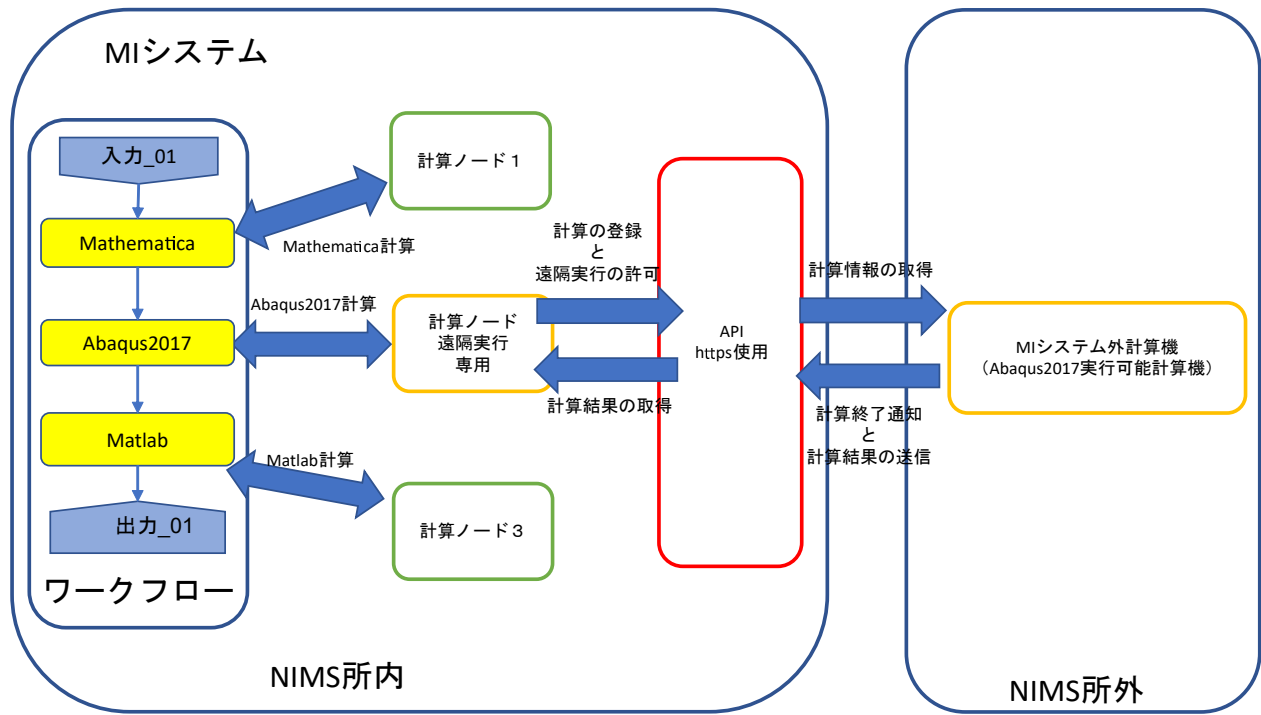 MIシステム
入力_01
Mathematica
Abaqus2017
Matlab
出力_01
ワークフロー
計算ノード１
Mathematica計算
Abaqus2017計算
計算ノード
遠隔実行
専用
Matlab計算
計算ノード３
計算の登録
と
遠隔実行の許可
計算結果の取得
API
https使用
計算情報の取得
計算終了通知
と
計算結果の送信
MIシステム外計算機
（Abaqus2017実行可能計算機）
NIMS所内
NIMS所外